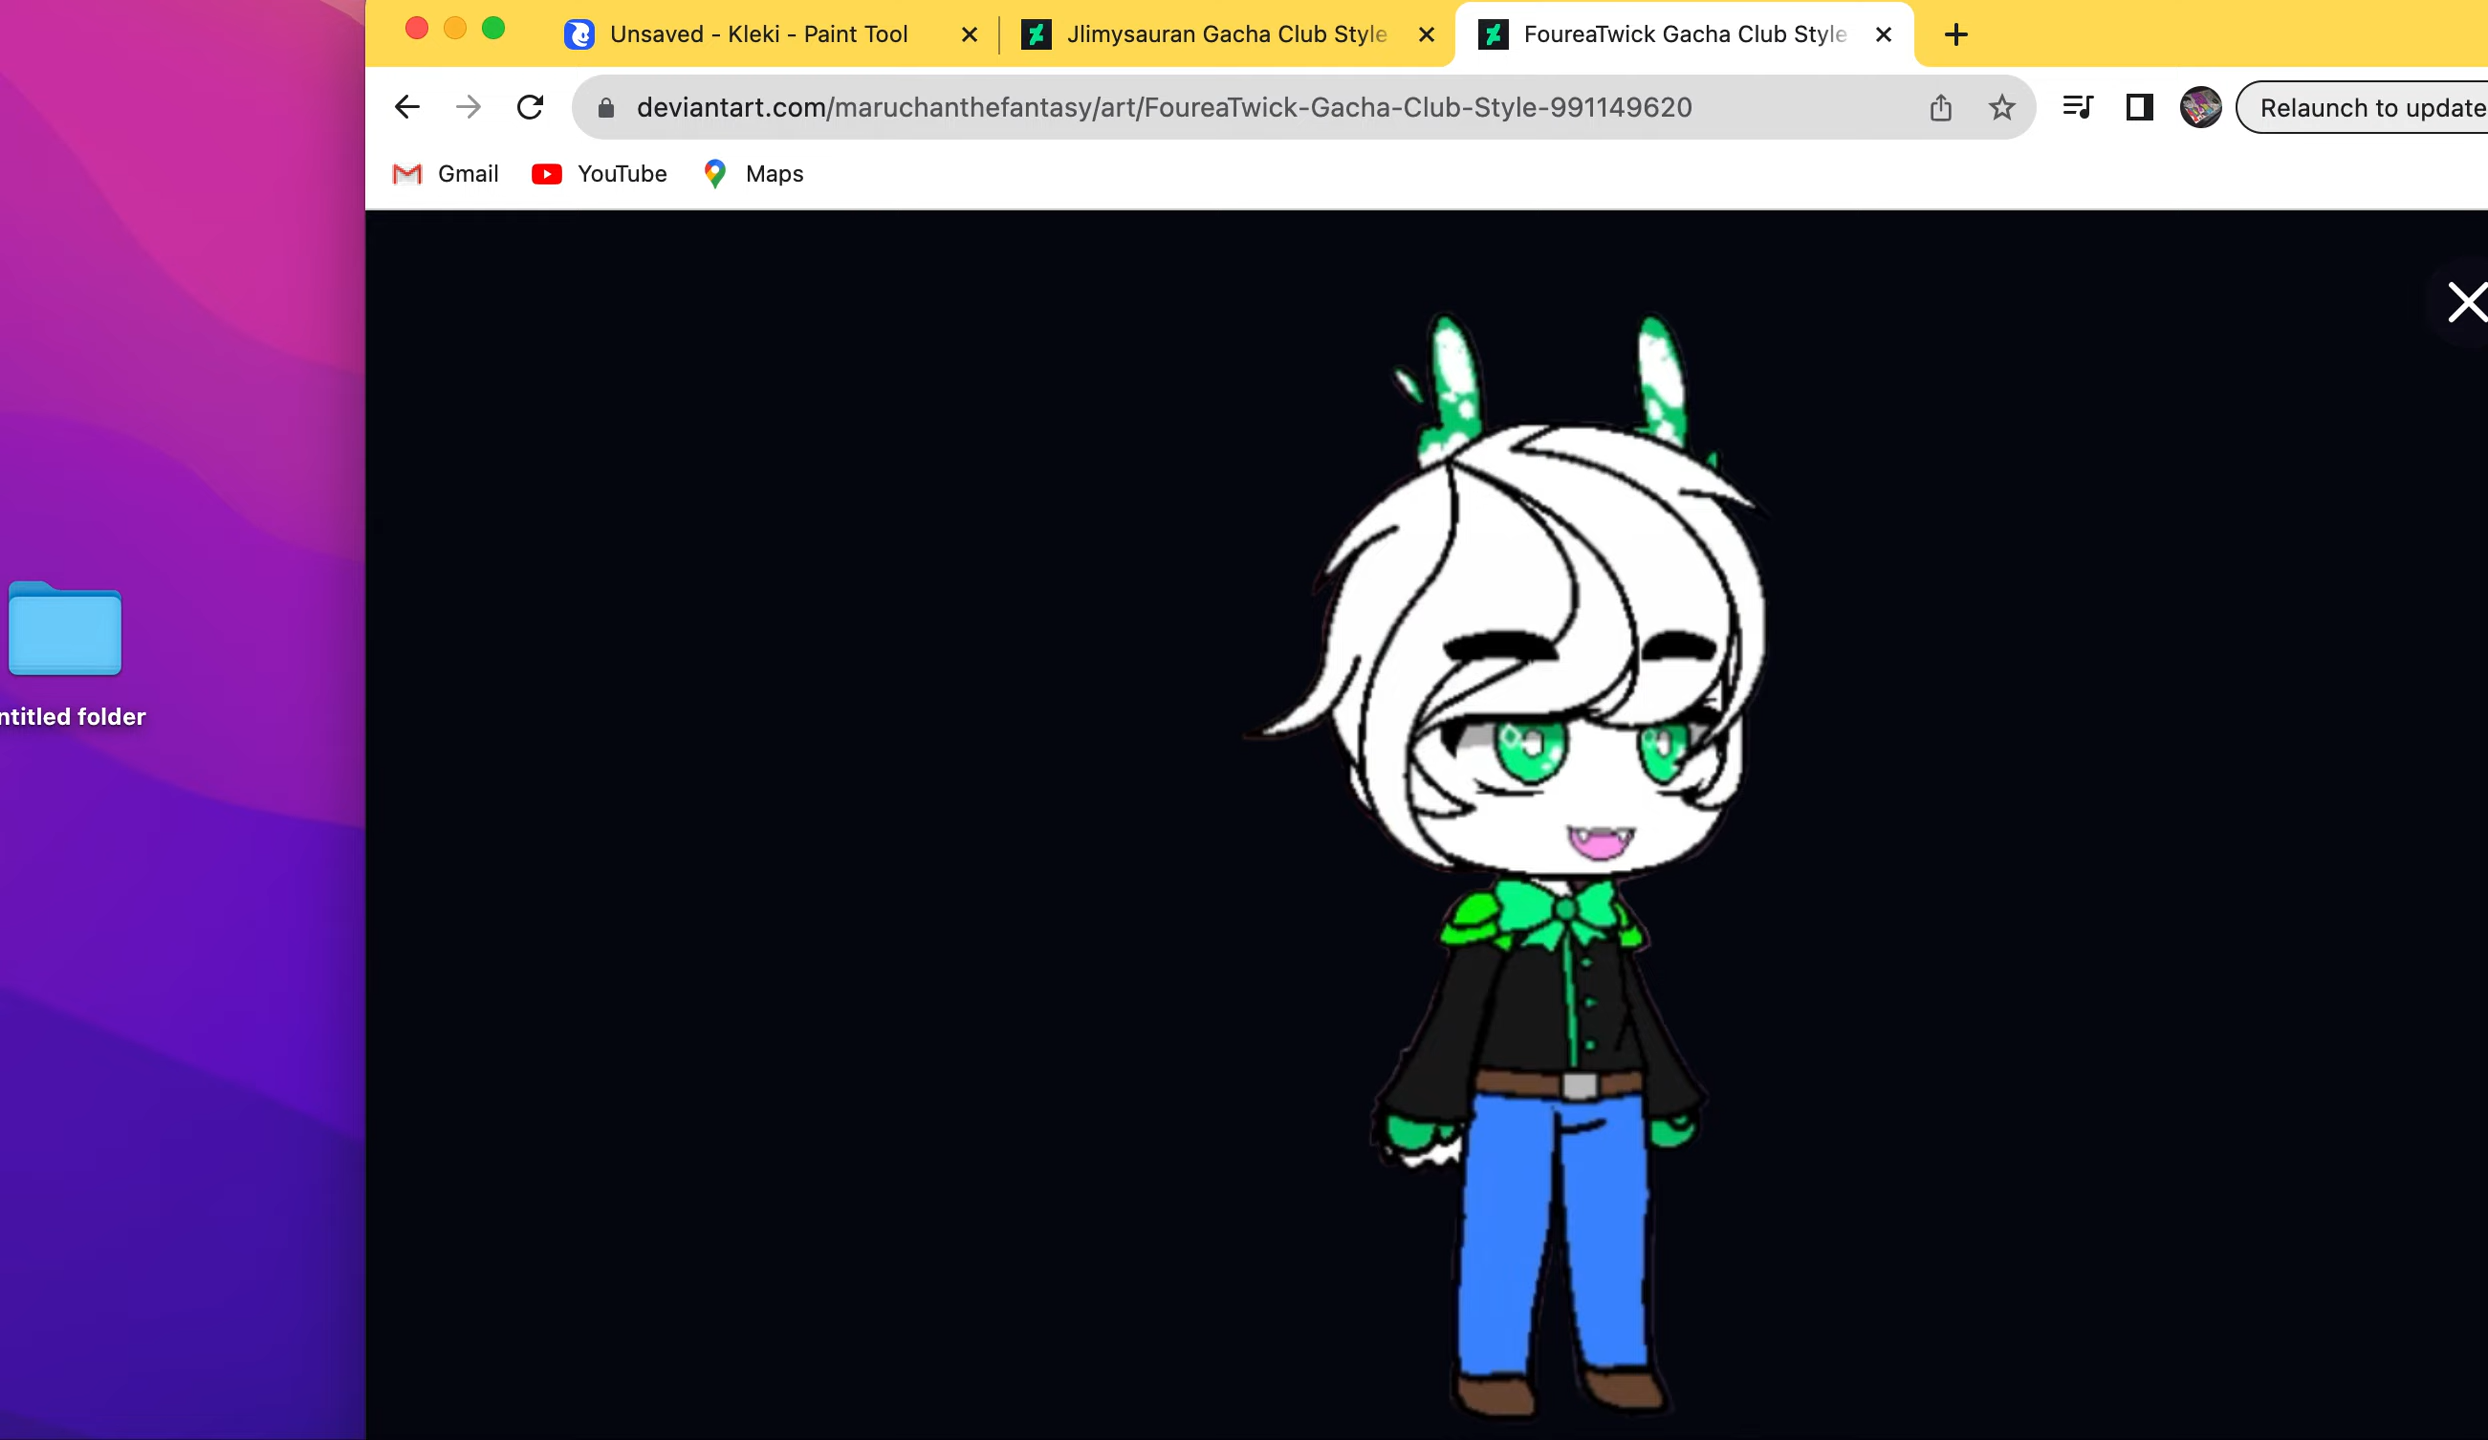 Unsaved - Kleki - Paint Tool
Jlimysauran Gacha Club Style
FoureaTwick Gacha Club Style
deviantart.com/maruchanthefantasy/art/FoureaTwick-Gacha-Club-Style-991149620
Relaunch to update
Gmail
YouTube
Maps
ntitled folder